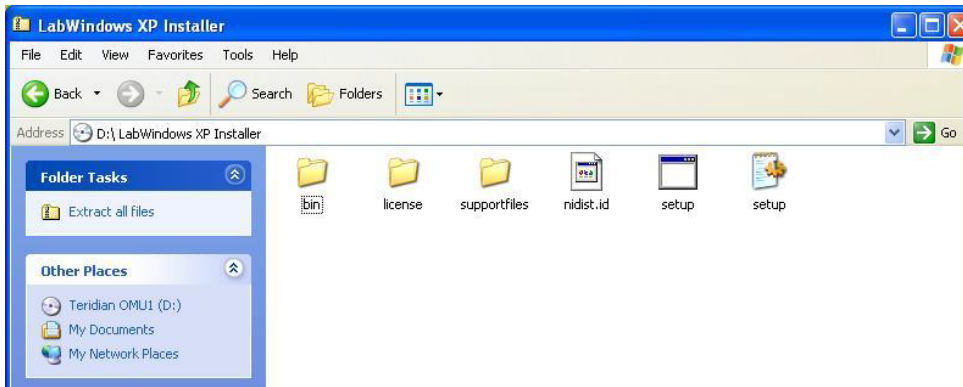 LabWindows XP Installer
File Edit View Favorites Tools Help
Back Search Folders
Address D:\ LabWindows XP Installer Go
Folder Tasks
Extract all files
bin license supportfiles nidist.id setup setup
Other Places
Teridian OMU1 (D:)
My Documents
My Network Places